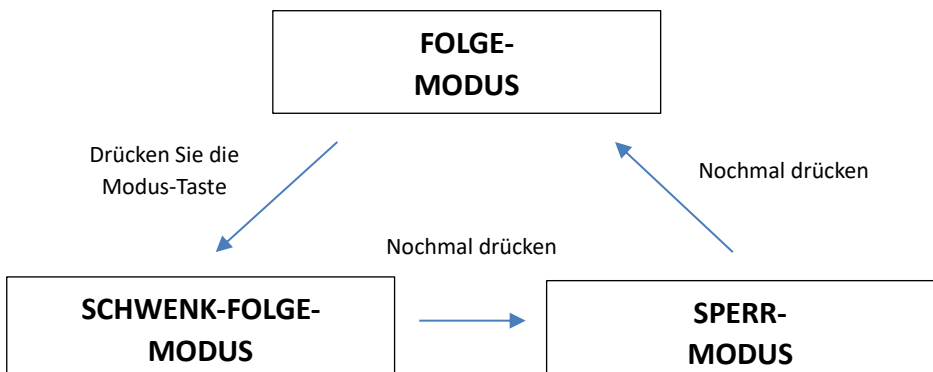 FOLGE-
MODUS
Drücken Sie die
Modus-Taste
Nochmal drücken
Nochmal drücken
SCHWENK-FOLGE-
MODUS
SPERR-
MODUS